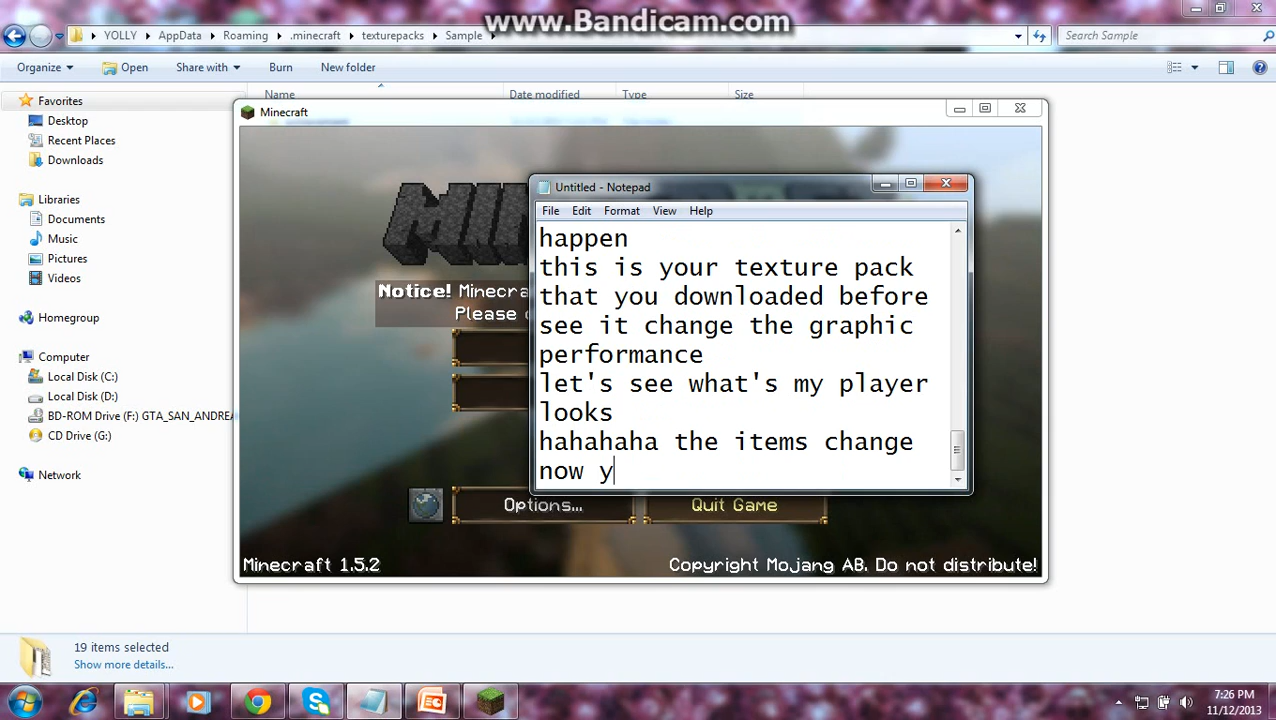 www.Bandicam.com
YOLLY AppData Roaming .minecraft texturepacks Sample
Search Sample
Organize Open Share with Burn New folder
Name Date modified Type Size
Favorites
Desktop
Recent Places
Downloads
Libraries
Documents
Music
Pictures
Videos
Homegroup
Computer
Local Disk (C:)
Local Disk (D:)
BD-ROM Drive (F:) GTA_SAN_ANDREA
CD Drive (G:)
Network
Minecraft
Notice! Minecra
Please
Untitled - Notepad
File Edit Format View Help
happen
this is your texture pack
that you downloaded before
see it change the graphic
performance
let's see what's my player
looks
hahahaha the items change
now y
Options...
Quit Game
Minecraft 1.5.2
Copyright Mojang AB. Do not distribute!
19 items selected
Show more details...
7:26 PM
11/12/2013